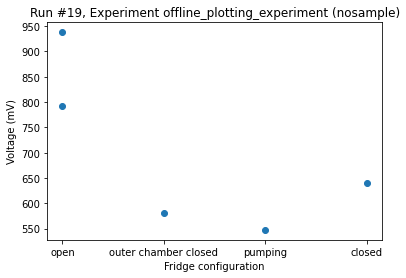 Run #19, Experiment offline_plotting_experiment (nosample)
950
900
850
800
750
700
650
600
550
Voltage (mV)
open outer chamber closed pumping closed
Fridge configuration